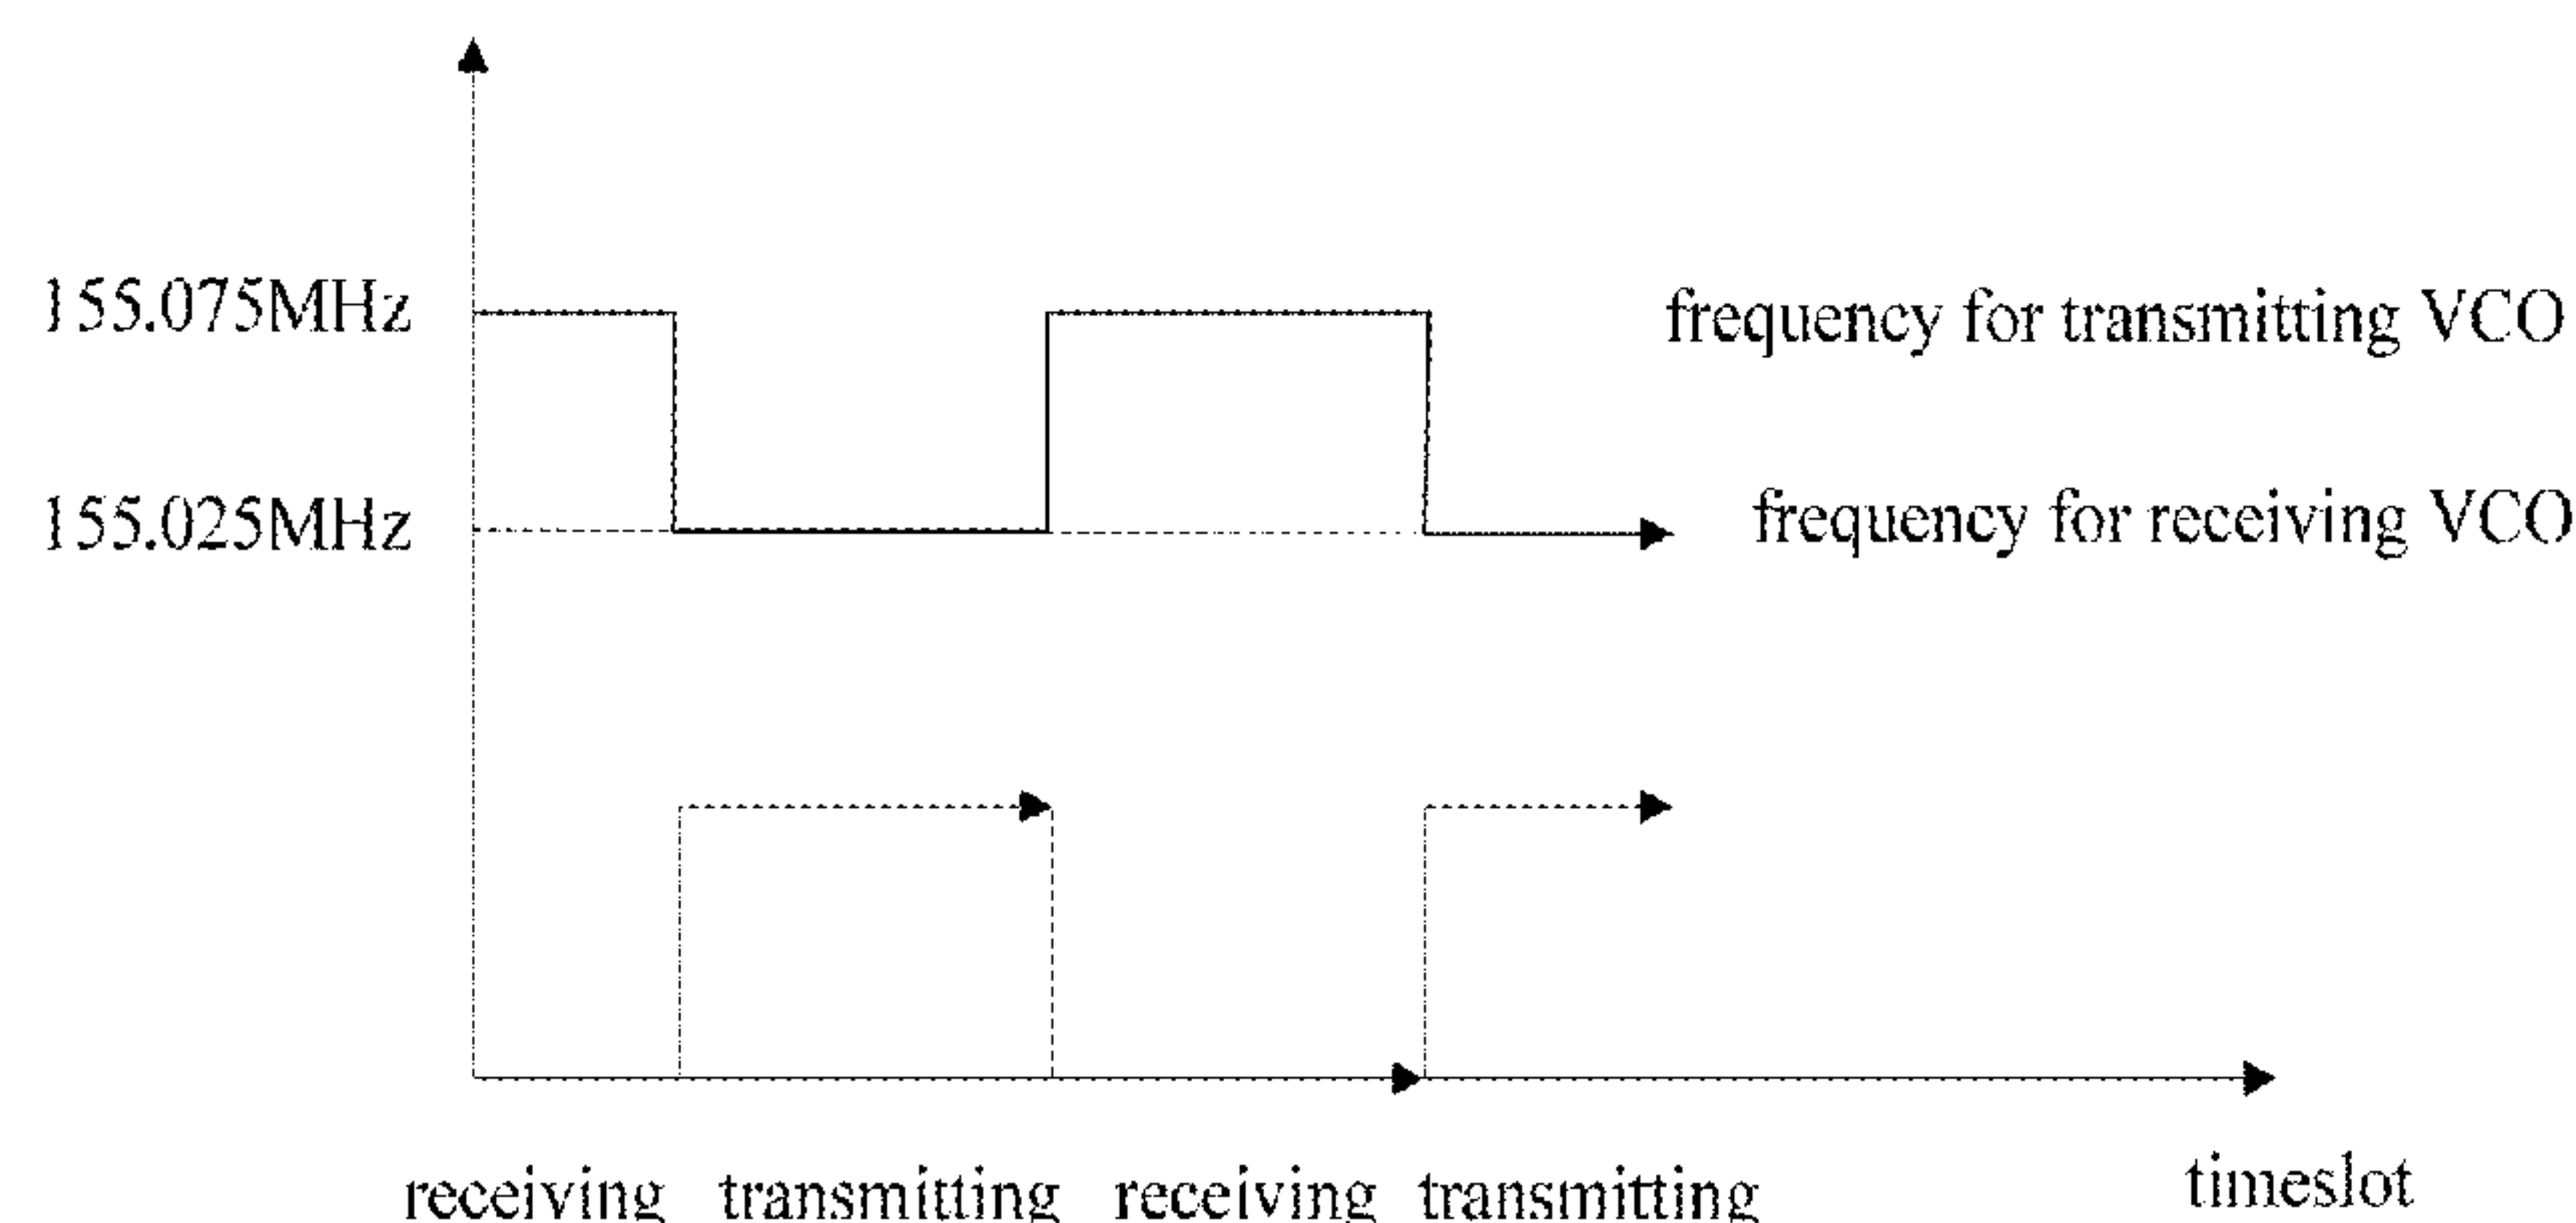 155.075MHz frequency for transmitting VCO
155.025MHz frequency for receiving VCO
receiving transmitting receiving transmitting timeslot